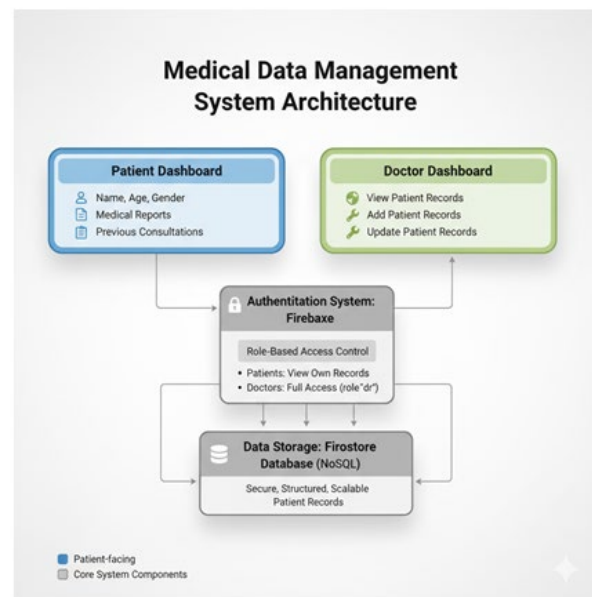 Medical Data Management
System Architecture
Patient Dashboard
Name, Age, Gender
Medical Reports
Previous Consultations
Doctor Dashboard
View Patient Records
Add Patient Records
Update Patient Records
Authentitation System:
Firebaxe
Role-Based Access Control
• Patients: View Own Records
• Doctors: Full Access (role"dr")
Data Storage: Firostore
Database (NoSQL)
Secure, Structured, Scalable
Patient Records
Patient-facing
Core System Components